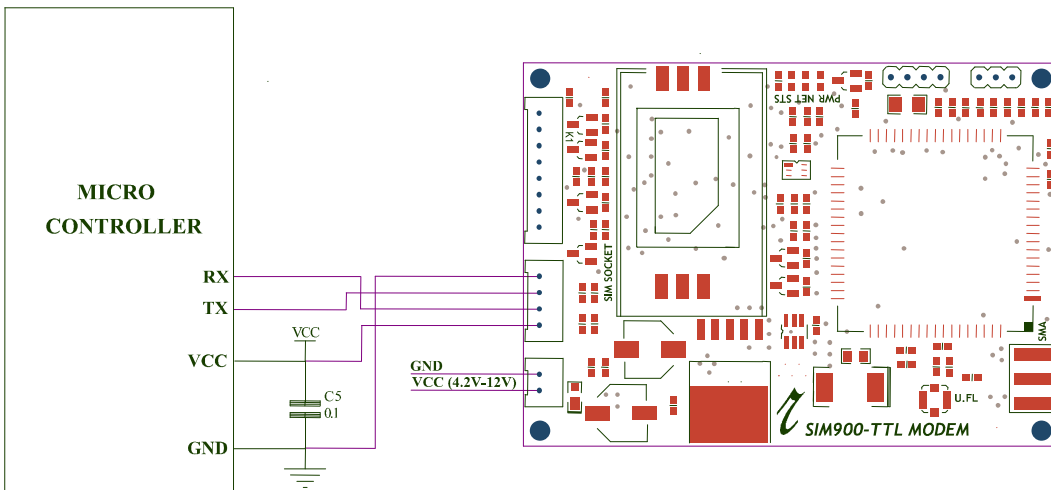 MICRO
CONTROLLER
RX
TX
VCC
GND
VCC
C5
0.1
GND
VCC (4.2V-12V)
K1
SIM SOCKET
PWR NET STS
SMA
U.FL
i
SIM900-TTL MODEM